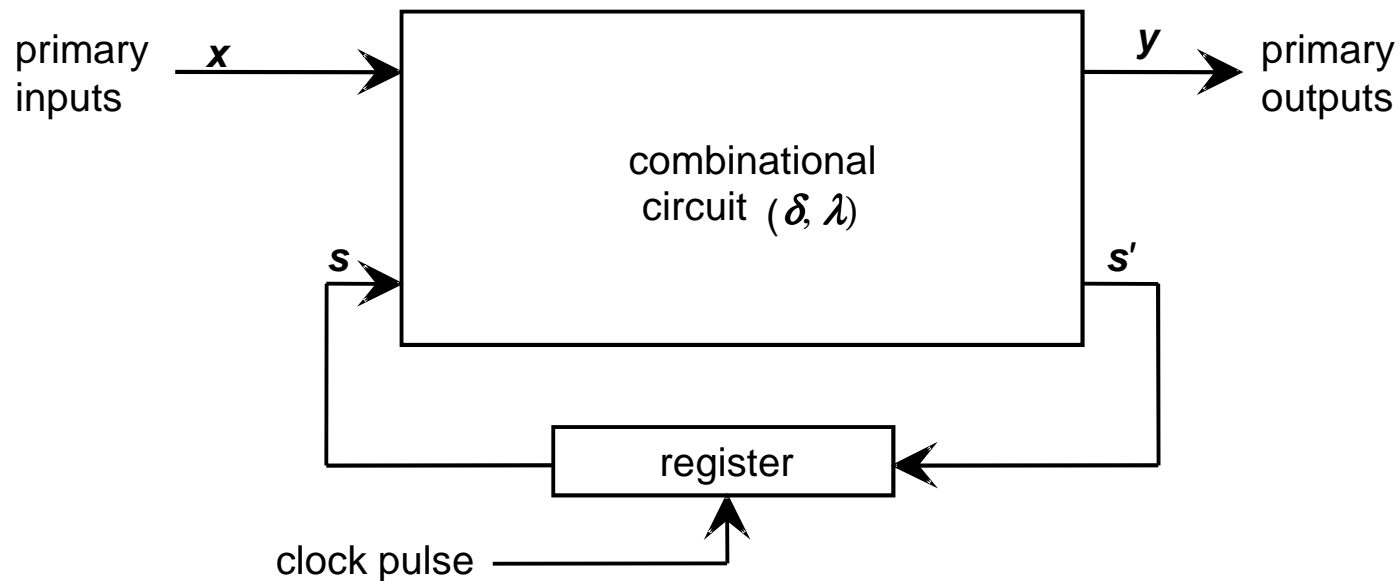 primary
inputs
x
y
primary
outputs
combinational
circuit (δ, λ)
s
s'
register
clock pulse